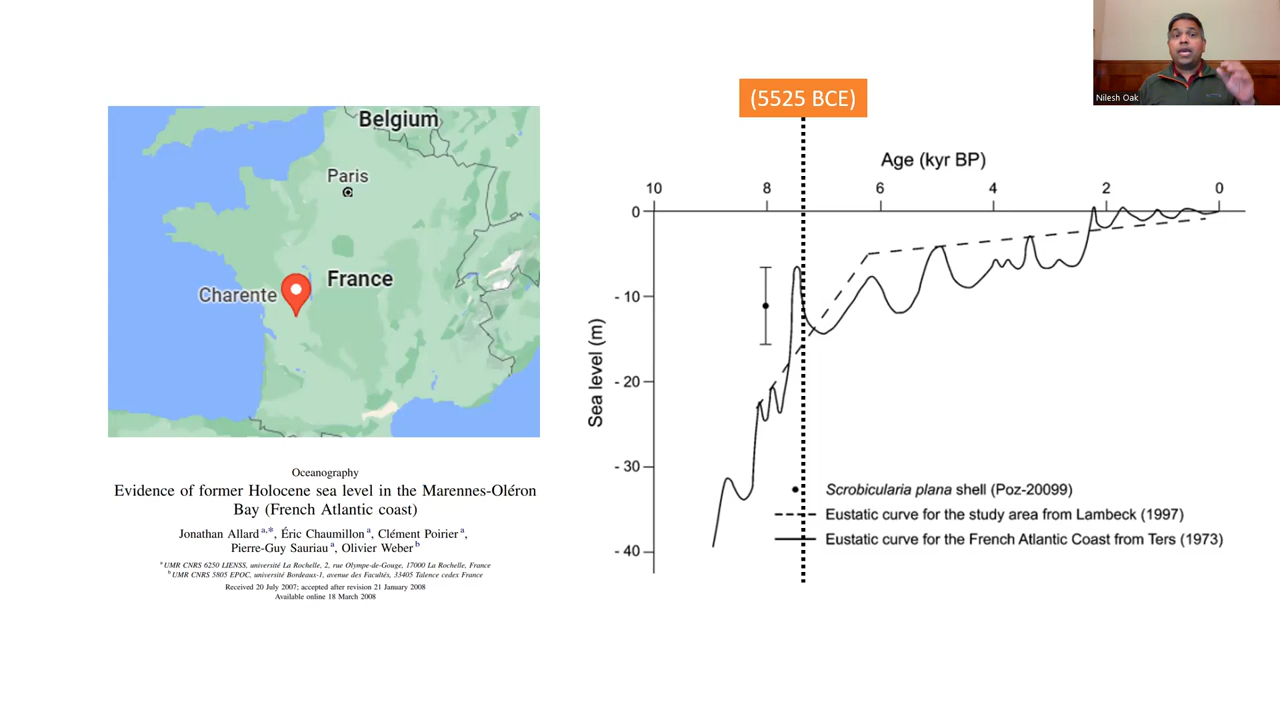 Nilesh Oak
Belgium
Paris
France
Charente
Oceanography
Evidence of former Holocene sea level in the Marennes-Oléron
Bay (French Atlantic coast)
Jonathan Allard a,*, Éric Chaumillon a, Clément Poirier a,
Pierre-Guy Sauriau a, Olivier Weber b
a UMR CNRS 6250 LIENSS, université La Rochelle, 2, rue Olympe-de-Gouge, 17000 La Rochelle, France
b UMR CNRS 5805 EPOC, université Bordeaux-1, avenue des Facultés, 33405 Talence cedex France
Received 20 July 2007; accepted after revision 21 January 2008
Available online 18 March 2008
(5525 BCE)
Age (kyr BP)
10 8 6 4 2 0
0
- 10
- 20
- 30
- 40
Sea level (m)
Scrobicularia plana shell (Poz-20099)
Eustatic curve for the study area from Lambeck (1997)
Eustatic curve for the French Atlantic Coast from Ters (1973)